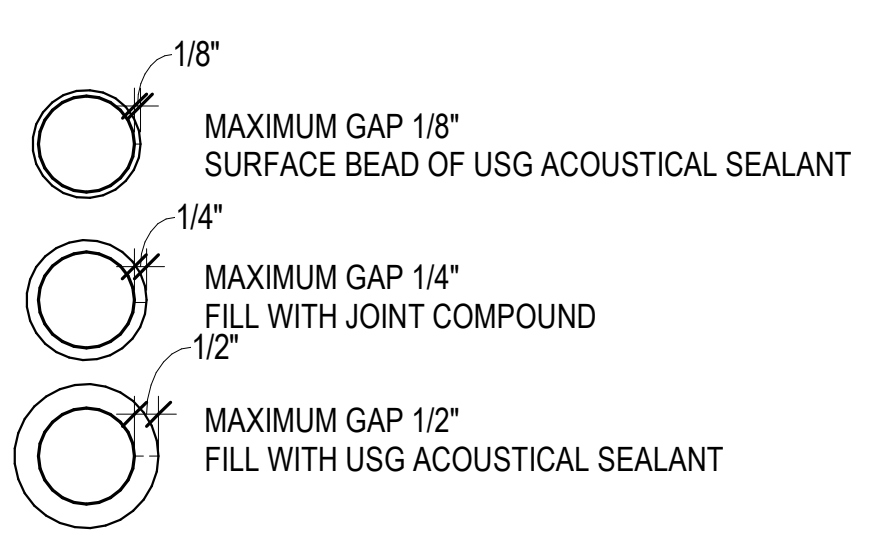 1/8"
MAXIMUM GAP 1/8"
SURFACE BEAD OF USG ACOUSTICAL SEALANT
1/4"
MAXIMUM GAP 1/4"
FILL WITH JOINT COMPOUND
1/2"
MAXIMUM GAP 1/2"
FILL WITH USG ACOUSTICAL SEALANT